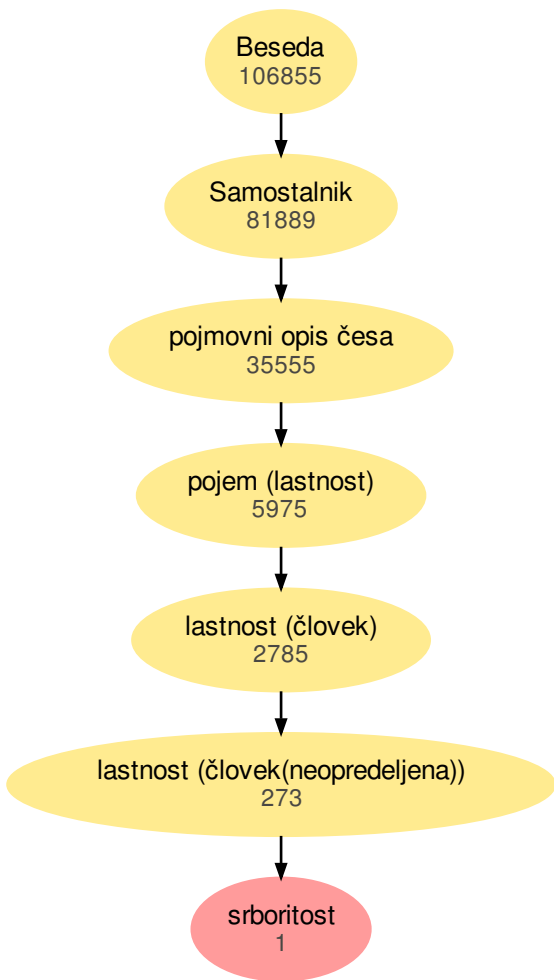 Beseda
106855
Samostalnik
81889
pojmovni opis česa
35555
pojem (lastnost)
5975
lastnost (človek)
2785
lastnost (človek(neopredeljena))
273
srboritost
1